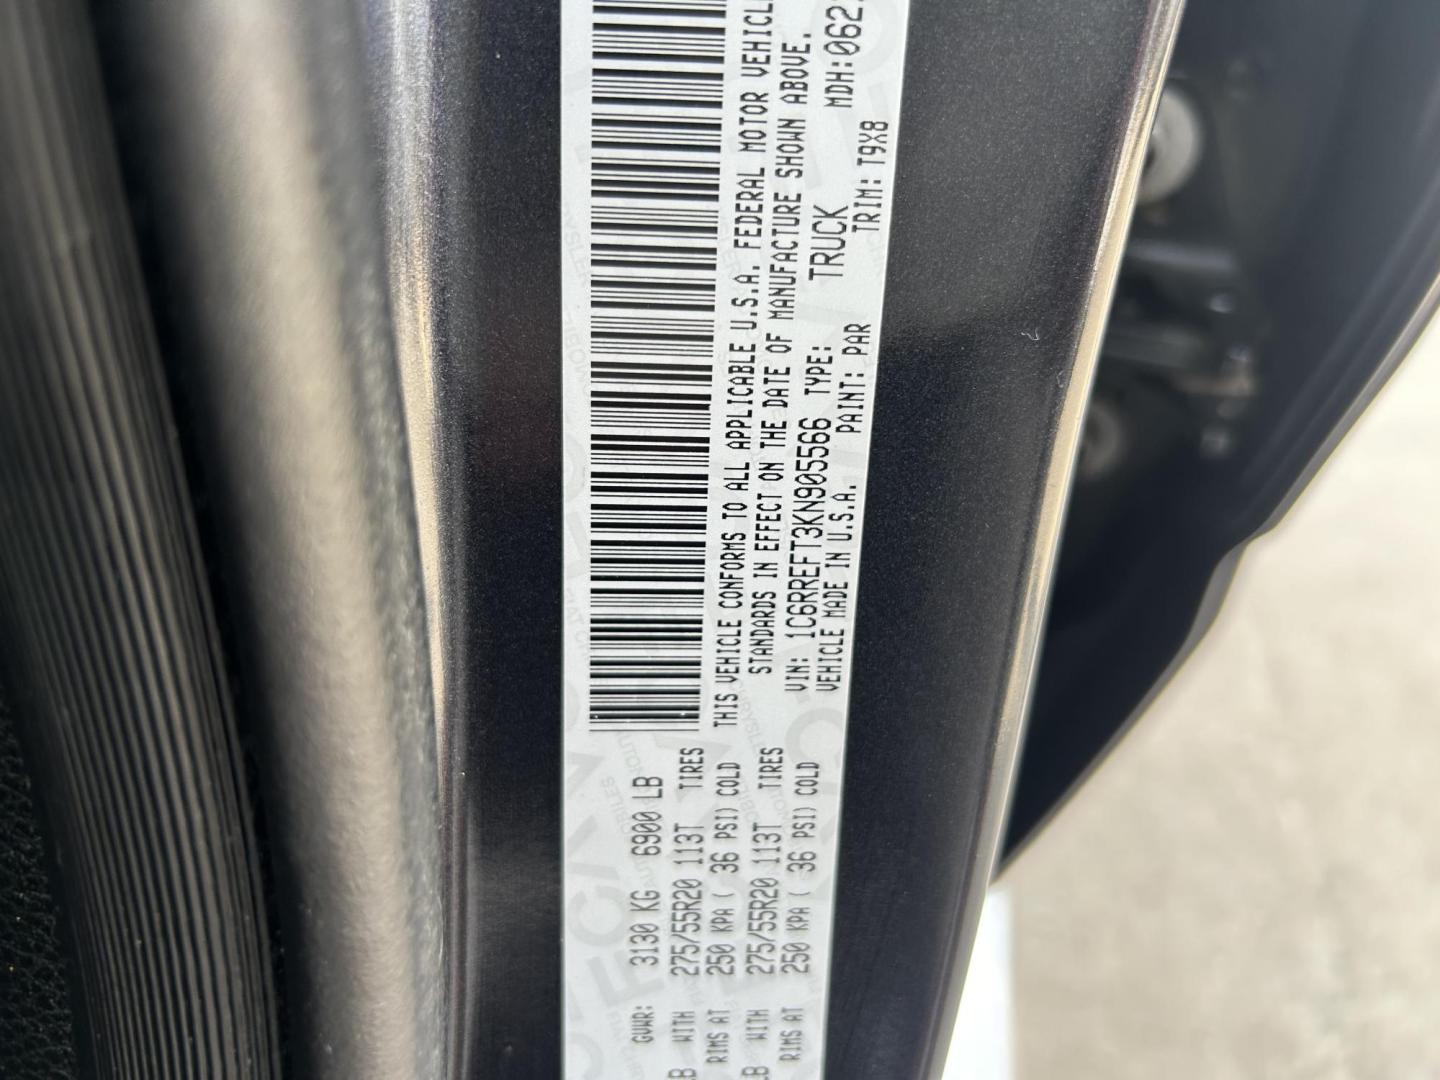 GVWR: 3130 KG 6900 LB
LB WITH 275/55R20 113T TIRES
RIMS AT 250 KPA ( 36 PSI) COLD
LB WITH 275/55R20 113T TIRES
RIMS AT 250 KPA ( 36 PSI) COLD
THIS VEHICLE CONFORMS TO ALL APPLICABLE U.S.A. FEDERAL MOTOR VEHICLE
STANDARDS IN EFFECT ON THE DATE OF MANUFACTURE SHOWN ABOVE.
VIN: 1C6RREFT3KN905566 TYPE: TRUCK MDH:062
VEHICLE MADE IN U.S.A. PAINT: PAR TRIM: T9X8